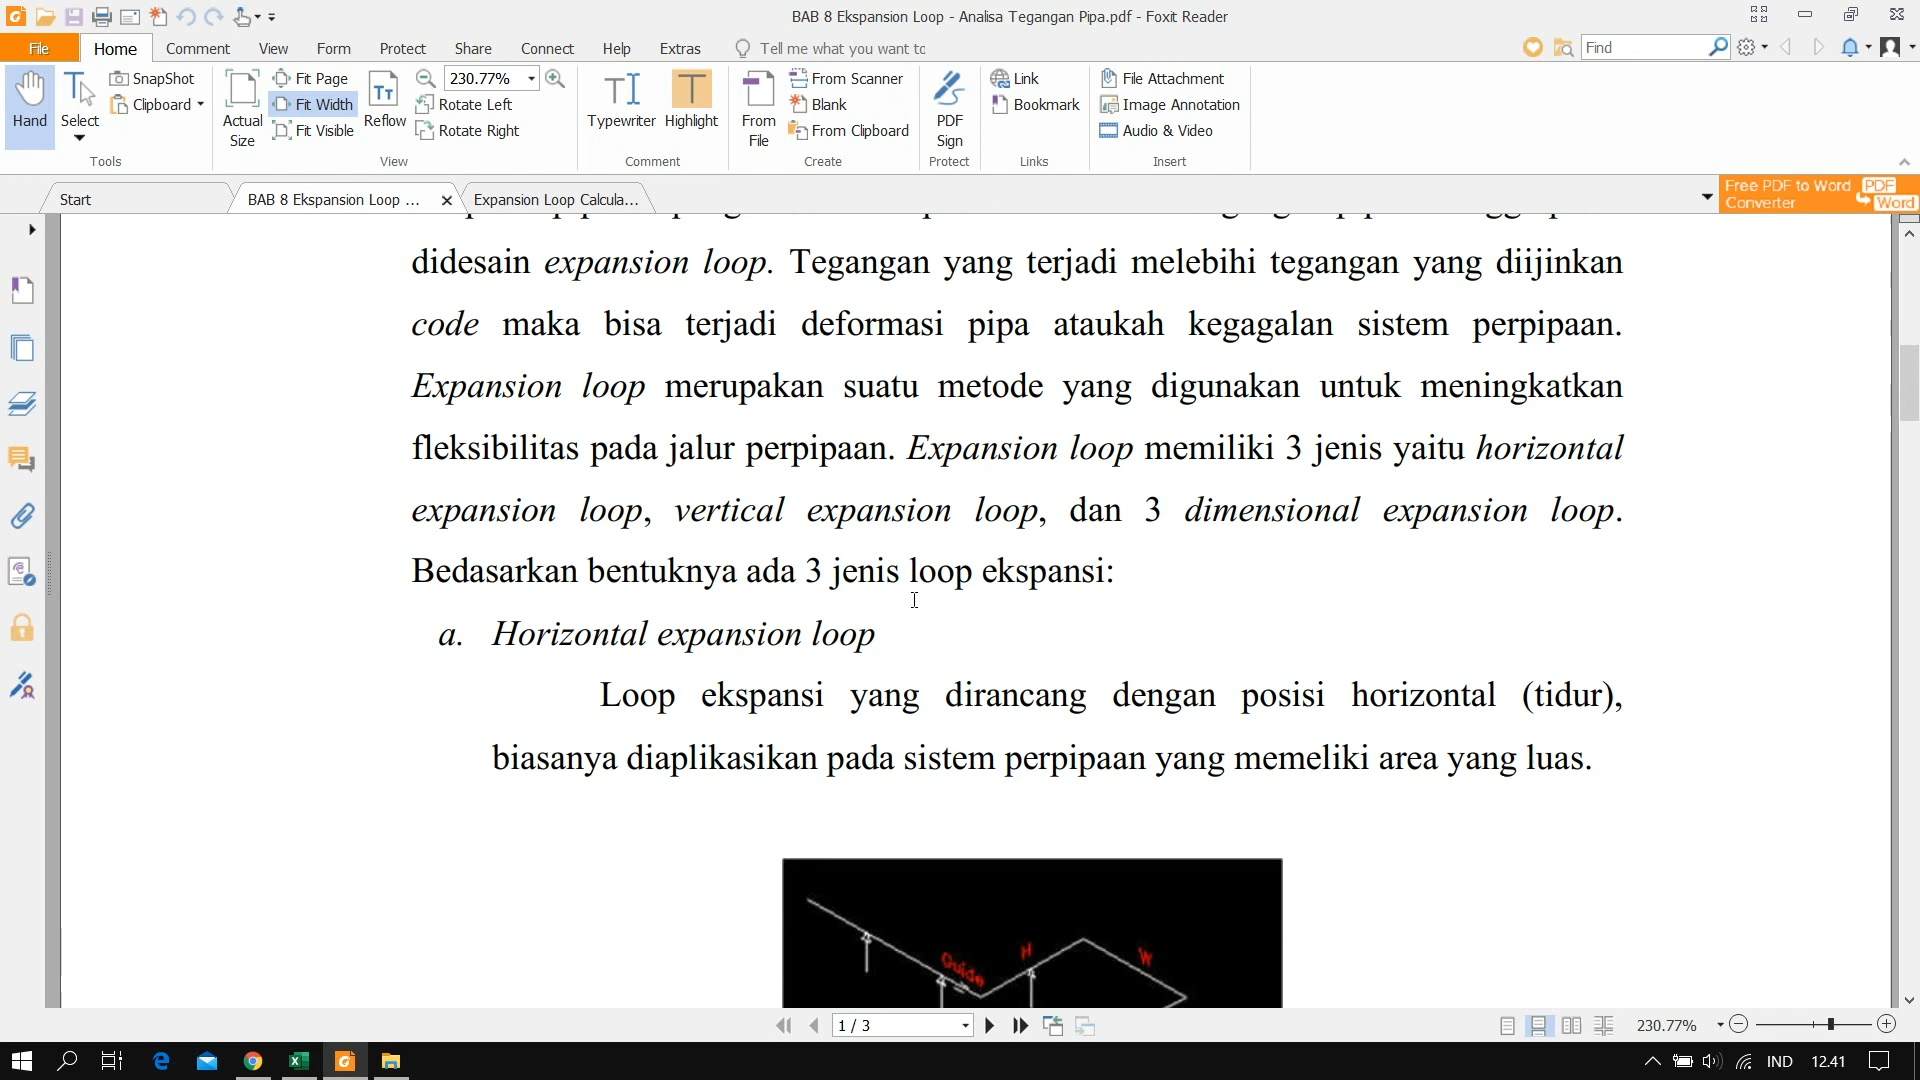 BAB 8 Ekspansion Loop - Analisa Tegangan Pipa.pdf - Foxit Reader
File Home Comment View Form Protect Share Connect Help Extras Tell me what you want to Find
Hand
Select
SnapShot
Clipboard
Tools
Actual Size
Fit Page
Fit Width
Fit Visible
Reflow
230.77%
Rotate Left
Rotate Right
View
Typewriter
Highlight
Comment
From File
From Scanner
Blank
From Clipboard
Create
PDF Sign
Protect
Link
Bookmark
Links
File Attachment
Image Annotation
Audio & Video
Insert
Start
BAB 8 Ekspansion Loop ...
Expansion Loop Calcula...
Free PDF to Word Converter
PDF
Word
didesain expansion loop. Tegangan yang terjadi melebihi tegangan yang diijinkan
code maka bisa terjadi deformasi pipa ataukah kegagalan sistem perpipaan.
Expansion loop merupakan suatu metode yang digunakan untuk meningkatkan
fleksibilitas pada jalur perpipaan. Expansion loop memiliki 3 jenis yaitu horizontal
expansion loop, vertical expansion loop, dan 3 dimensional expansion loop.
Bedasarkan bentuknya ada 3 jenis loop ekspansi:
a. Horizontal expansion loop
Loop ekspansi yang dirancang dengan posisi horizontal (tidur),
biasanya diaplikasikan pada sistem perpipaan yang memeliki area yang luas.
Guide
H
W
1 / 3
230.77%
IND
12.41